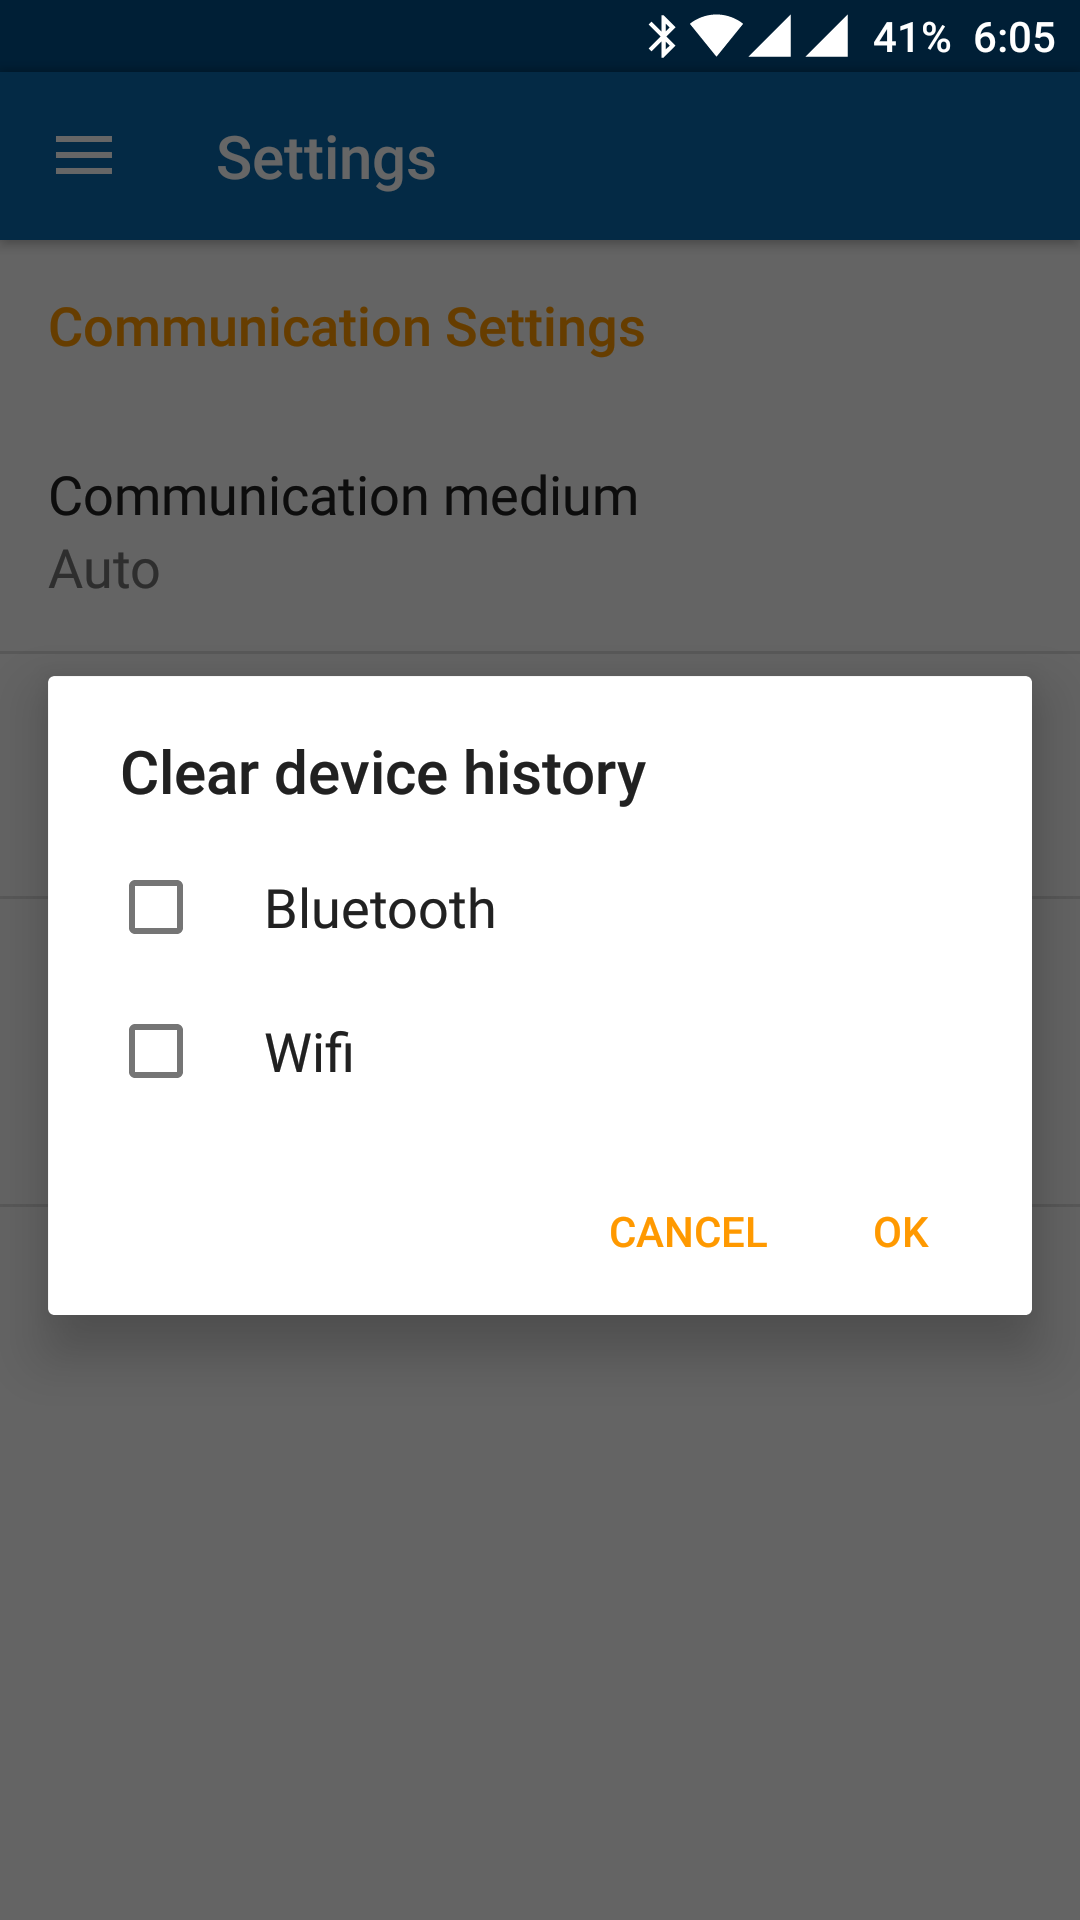 41% 6:05
Settings
Communication Settings
Communication medium
Auto
Clear device history
Bluetooth
Wifi
CANCEL OK